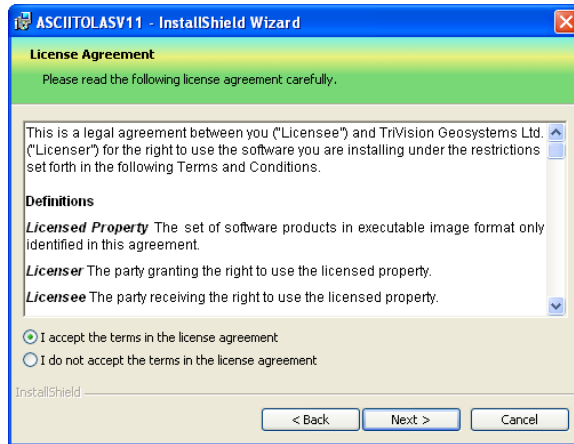 ASCIITOLASV11 - InstallShield Wizard
License Agreement
Please read the following license agreement carefully.
This is a legal agreement between you ("Licensee") and TriVision Geosystems Ltd.
("Licenser") for the right to use the software you are installing under the restrictions
set forth in the following Terms and Conditions.
Definitions
Licensed Property The set of software products in executable image format only
identified in this agreement.
Licenser The party granting the right to use the licensed property.
Licensee The party receiving the right to use the licensed property.
I accept the terms in the license agreement
I do not accept the terms in the license agreement
InstallShield
< Back Next > Cancel